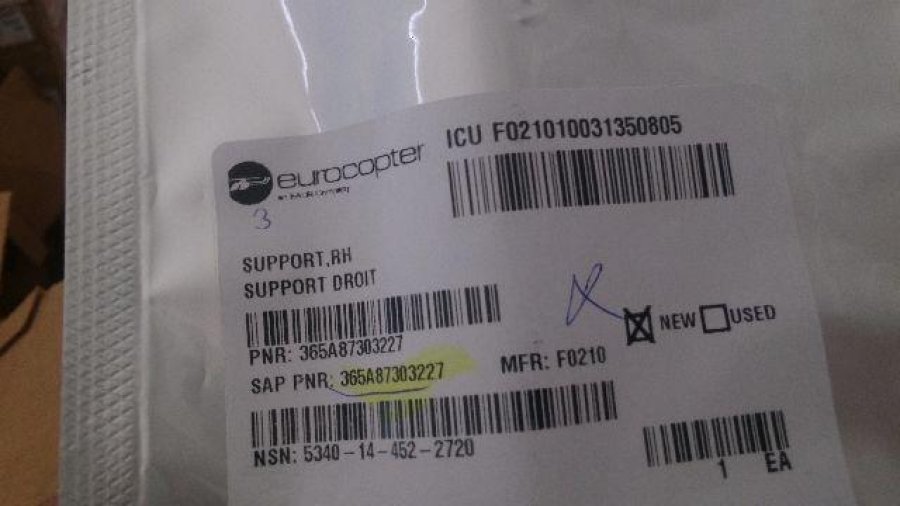 ICU F021010031350805
eurocopter
3
SUPPORT,RH
SUPPORT DROIT
NEW USED
PNR: 365A87303227
SAP PNR: 365A87303227
MFR: F0210
NSN: 5340-14-452-2720
1 EA